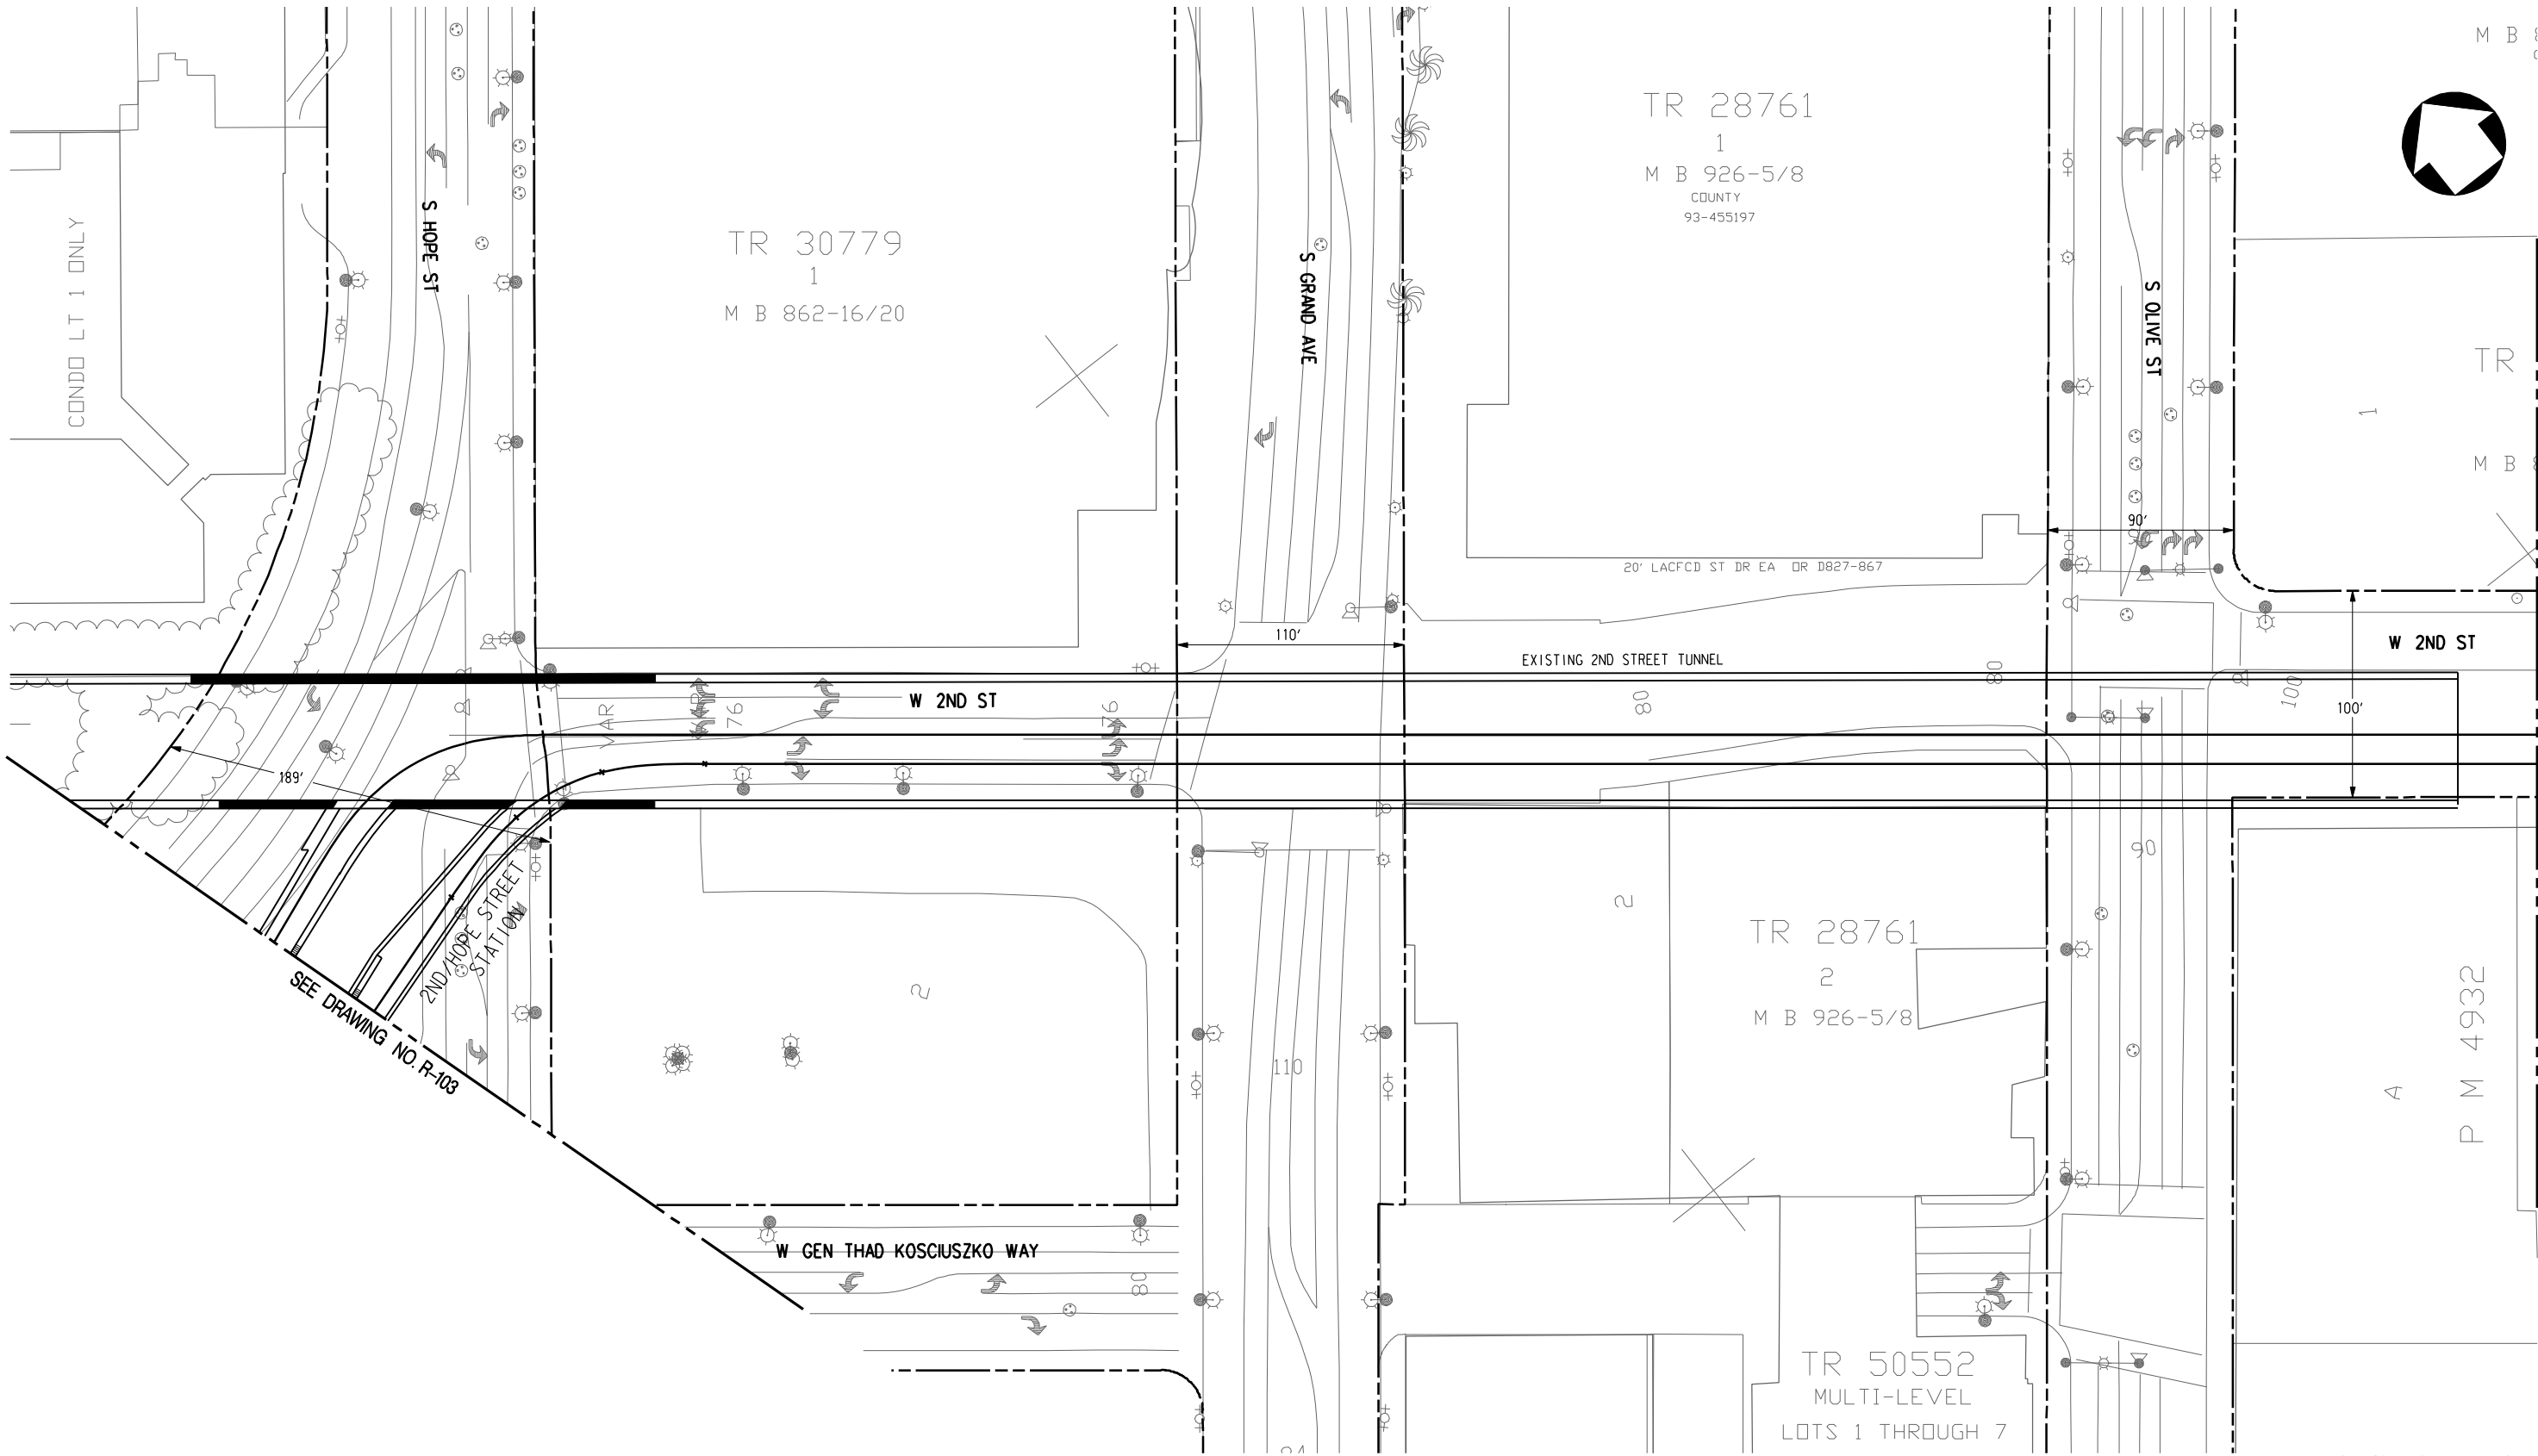 M B 8
CONDO LT 1 ONLY
S HOPE ST
TR 30779
1
M B 862-16/20
S GRAND AVE
TR 28761
1
M B 926-5/8
COUNTY
93-455197
S OLIVE ST
TR
1
M B 8
90'
90
20' LACFCD ST DR EA OR D827-867
110'
EXISTING 2ND STREET TUNNEL
W 2ND ST
W 2ND ST
AR
76
76
80
80
100
100'
189'
90
2ND/HOPE STREET
STATION
SEE DRAWING NO. R-103
2
2
TR 28761
2
M B 926-5/8
110
A
P M 4932
W GEN THAD KOSCIUSZKO WAY
80
TR 50552
MULTI-LEVEL
LOTS 1 THROUGH 7